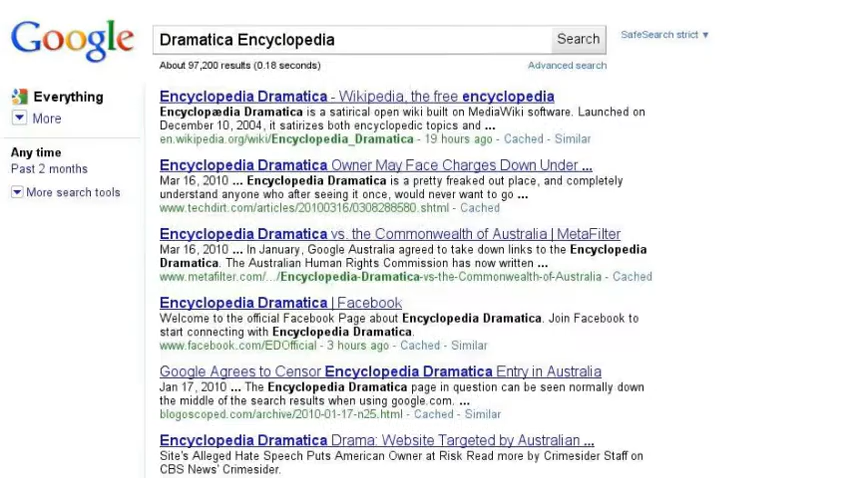 Google
Dramatica Encyclopedia
Search
SafeSearch strict ▼
About 97,200 results (0.18 seconds)
Advanced search
Everything
More
Any time
Past 2 months
More search tools
Encyclopedia Dramatica - Wikipedia, the free encyclopedia
Encyclopædia Dramatica is a satirical open wiki built on MediaWiki software. Launched on
December 10, 2004, it satirizes both encyclopedic topics and ...
en.wikipedia.org/wiki/Encyclopedia_Dramatica - 19 hours ago - Cached - Similar
Encyclopedia Dramatica Owner May Face Charges Down Under ...
Mar 16, 2010 ... Encyclopedia Dramatica is a pretty freaked out place, and completely
understand anyone who after seeing it once, would never want to go ...
www.techdirt.com/articles/20100316/0308288580.shtml - Cached
Encyclopedia Dramatica vs. the Commonwealth of Australia | MetaFilter
Mar 16, 2010 ... In January, Google Australia agreed to take down links to the Encyclopedia
Dramatica. The Australian Human Rights Commission has now written ...
www.metafilter.com/.../Encyclopedia-Dramatica-vs-the-Commonwealth-of-Australia - Cached
Encyclopedia Dramatica | Facebook
Welcome to the official Facebook Page about Encyclopedia Dramatica. Join Facebook to
start connecting with Encyclopedia Dramatica.
www.facebook.com/EDOfficial - 3 hours ago - Cached - Similar
Google Agrees to Censor Encyclopedia Dramatica Entry in Australia
Jan 17, 2010 ... The Encyclopedia Dramatica page in question can be seen normally down
the middle of the search results when using google.com. ...
blogoscoped.com/archive/2010-01-17-n25.html - Cached - Similar
Encyclopedia Dramatica Drama: Website Targeted by Australian ...
Site's Alleged Hate Speech Puts American Owner at Risk Read more by Crimesider Staff on
CBS News' Crimesider.